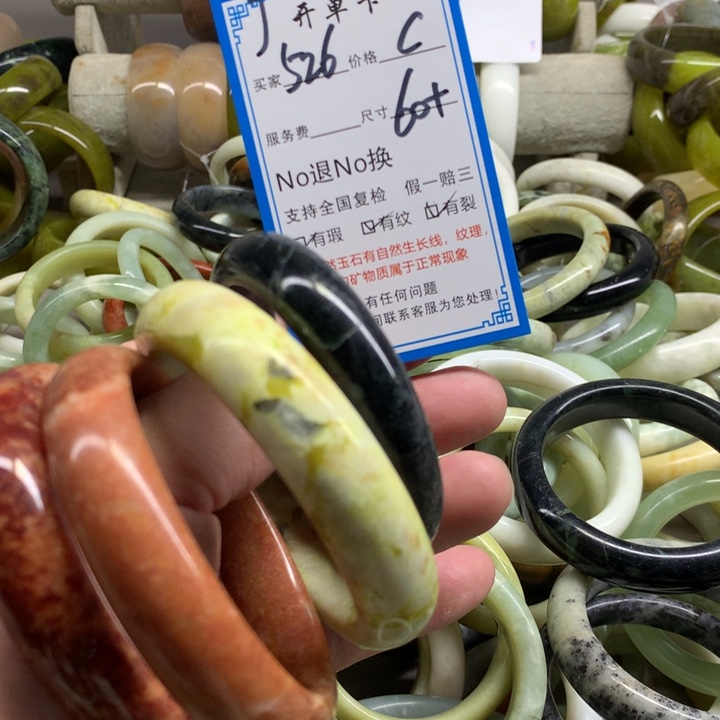 开单卡
买家 526 价格 C
服务费 尺寸 60+
No退No换
支持全国复检 假一赔三
☑有瑕 ☑有纹 ☑有裂
然玉石有自然生长线，纹理，
矿物质属于正常现象
有任何问题
联系客服为您处理!